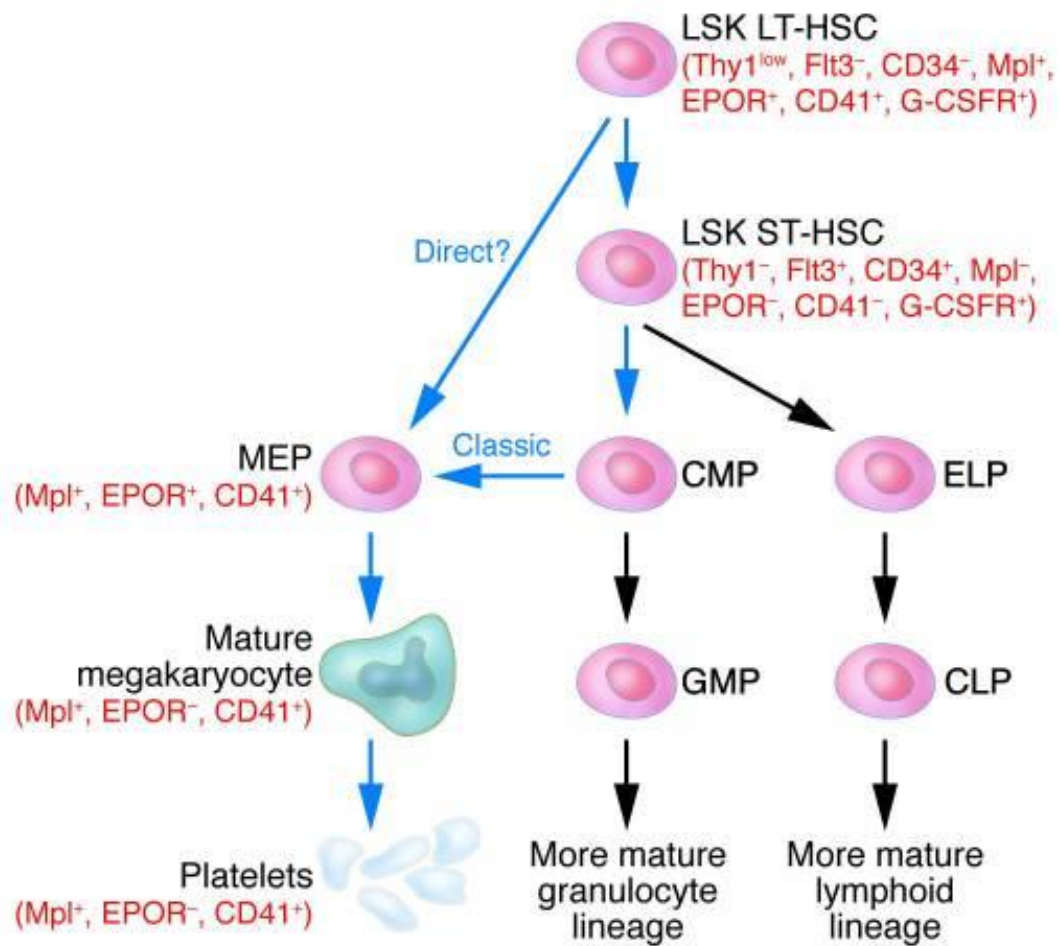 LSK LT-HSC
(Thy1ˡᵒʷ, Flt3⁻, CD34⁻, Mpl⁺,
EPOR⁺, CD41⁺, G-CSFR⁺)
LSK ST-HSC
(Thy1⁻, Flt3⁺, CD34⁺, Mpl⁻,
EPOR⁻, CD41⁻, G-CSFR⁺)
Direct?
Classic
MEP
(Mpl⁺, EPOR⁺, CD41⁺)
CMP
ELP
Mature
megakaryocyte
(Mpl⁺, EPOR⁻, CD41⁺)
GMP
CLP
Platelets
(Mpl⁺, EPOR⁻, CD41⁺)
More mature
granulocyte
lineage
More mature
lymphoid
lineage